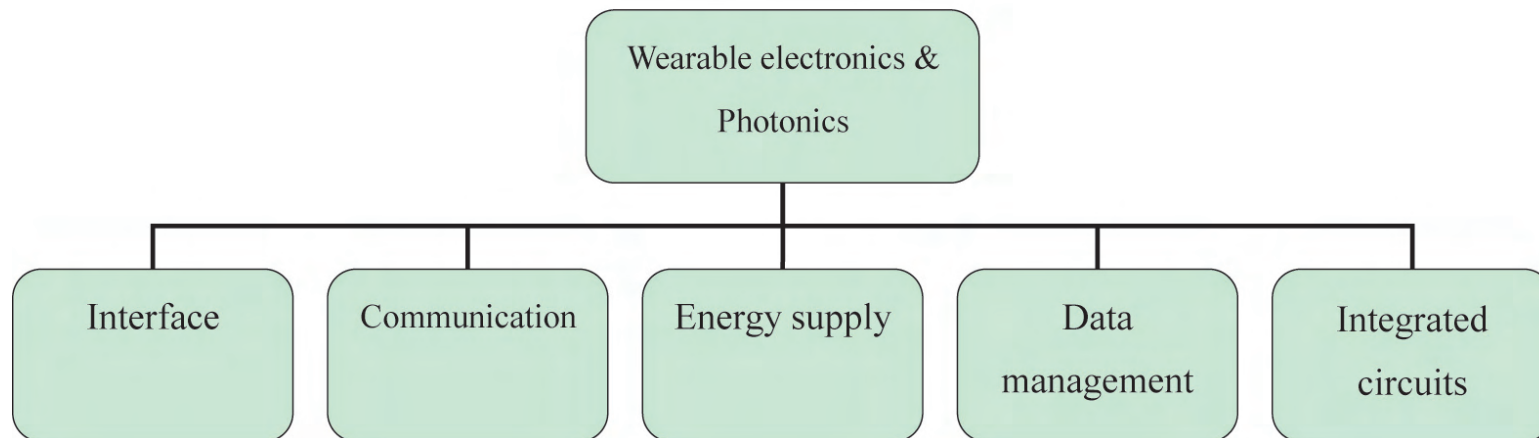 Wearable electronics &
Photonics
Interface
Communication
Energy supply
Data
management
Integrated
circuits